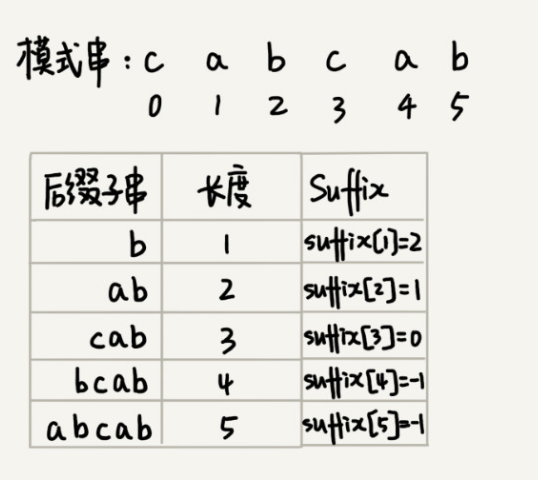 模式串：c a b c a b
0 1 2 3 4 5
后缀子串 长度 Suffix
b 1 suffix[1]=2
ab 2 suffix[2]=1
cab 3 suffix[3]=0
bcab 4 suffix[4]=-1
abcab 5 suffix[5]=-1